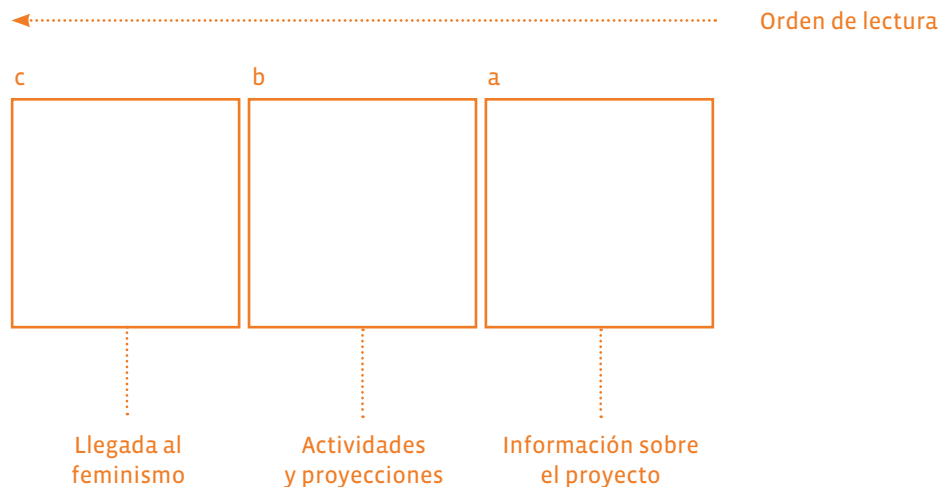 Orden de lectura
c
b
a
Llegada al
feminismo
Actividades
y proyecciones
Información sobre
el proyecto